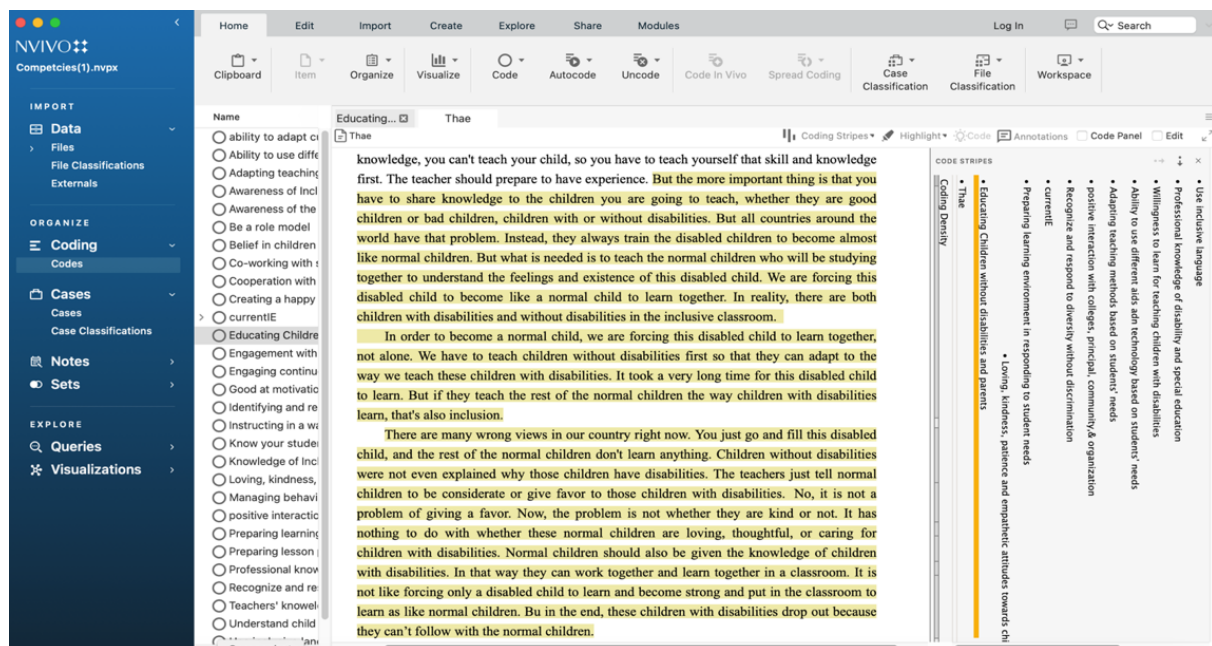 NVIVO
Competcies(1).nvpx
IMPORT
Data
Files
File Classifications
Externals
ORGANIZE
Coding
Codes
Cases
Cases
Case Classifications
Notes
Sets
EXPLORE
Queries
Visualizations
Home Edit Import Create Explore Share Modules Log In Search
Clipboard Item Organize Visualize Code Autocode Uncode Code In Vivo Spread Coding Case Classification File Classification Workspace
Name
ability to adapt cu
Ability to use diffe
Adapting teaching
Awareness of Incl
Awareness of the
Be a role model
Belief in children
Co-working with s
Cooperation with
Creating a happy
currentIE
Educating Childre
Engagement with
Engaging continu
Good at motivatio
Identifying and re
Instructing in a wa
Know your studen
Knowledge of Incl
Loving, kindness,
Managing behavi
positive interactio
Preparing learning
Preparing lesson
Professional know
Recognize and re
Teachers' knowel
Understand child
Educating... Thae
Thae Coding Stripes Highlight Code Annotations Code Panel Edit
knowledge, you can't teach your child, so you have to teach yourself that skill and knowledge
first. The teacher should prepare to have experience. But the more important thing is that you
have to share knowledge to the children you are going to teach, whether they are good
children or bad children, children with or without disabilities. But all countries around the
world have that problem. Instead, they always train the disabled children to become almost
like normal children. But what is needed is to teach the normal children who will be studying
together to understand the feelings and existence of this disabled child. We are forcing this
disabled child to become like a normal child to learn together. In reality, there are both
children with disabilities and without disabilities in the inclusive classroom.
In order to become a normal child, we are forcing this disabled child to learn together,
not alone. We have to teach children without disabilities first so that they can adapt to the
way we teach these children with disabilities. It took a very long time for this disabled child
to learn. But if they teach the rest of the normal children the way children with disabilities
learn, that's also inclusion.
There are many wrong views in our country right now. You just go and fill this disabled
child, and the rest of the normal children don't learn anything. Children without disabilities
were not even explained why those children have disabilities. The teachers just tell normal
children to be considerate or give favor to those children with disabilities. No, it is not a
problem of giving a favor. Now, the problem is not whether they are kind or not. It has
nothing to do with whether these normal children are loving, thoughtful, or caring for
children with disabilities. Normal children should also be given the knowledge of children
with disabilities. In that way they can work together and learn together in a classroom. It is
not like forcing only a disabled child to learn and become strong and put in the classroom to
learn as like normal children. Bu in the end, these children with disabilities drop out because
they can't follow with the normal children.
CODE STRIPES
Use inclusive language
Professional knowledge of disability and special education
Willingness to learn for teaching children with disabilities
Ability to use different aids adn technology based on students' needs
Adapting teaching methods based on students' needs
positive interaction with colleges, principal, community,& organization
Recognize and respond to diversity without discrimination
currentIE
Preparing learning environment in responding to student needs
Loving, kindness, patience and empathetic attitudes towards chi
Educating Children without disabilities and parents
Thae
Coding Density